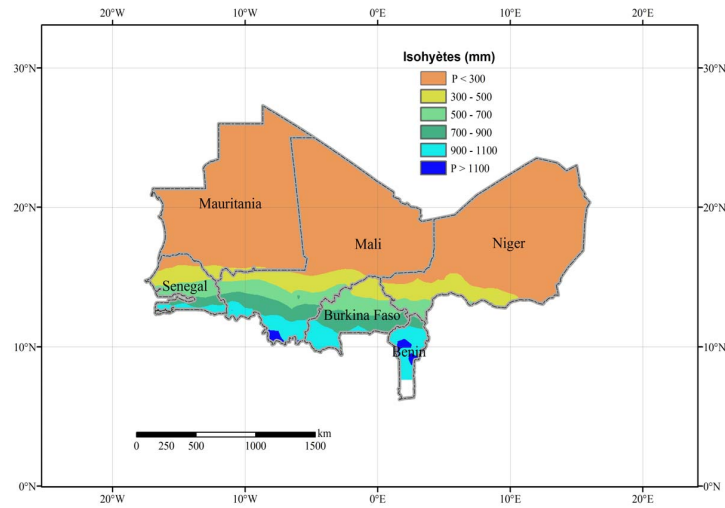 20°W 10°W 0°E 10°E 20°E
30°N 30°N
Isohyètes (mm)
P < 300
300 - 500
500 - 700
700 - 900
900 - 1100
P > 1100
20°N 20°N
Mauritania
Mali
Niger
Senegal
Burkina Faso
10°N 10°N
Benin
km
0 250 500 1000 1500
0°N 0°N
20°W 10°W 0°E 10°E 20°E